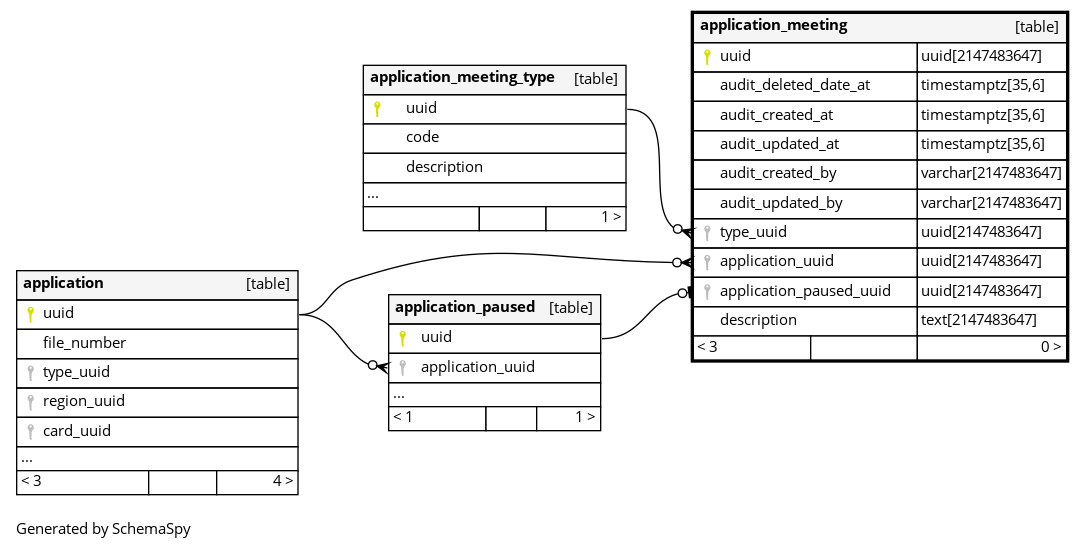 application_meeting [table]
uuid uuid[2147483647]
audit_deleted_date_at timestamptz[35,6]
audit_created_at timestamptz[35,6]
audit_updated_at timestamptz[35,6]
audit_created_by varchar[2147483647]
audit_updated_by varchar[2147483647]
type_uuid uuid[2147483647]
application_uuid uuid[2147483647]
application_paused_uuid uuid[2147483647]
description text[2147483647]
< 3 0 >
application_meeting_type [table]
uuid
code
description
...
1 >
application [table]
uuid
file_number
type_uuid
region_uuid
card_uuid
...
< 3 4 >
application_paused [table]
uuid
application_uuid
...
< 1 1 >
Generated by SchemaSpy